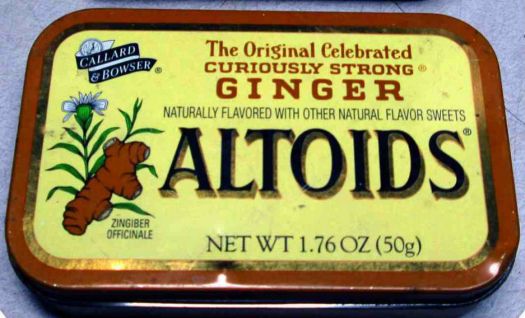 CALLARD
& BOWSER®
The Original Celebrated
CURIOUSLY STRONG®
GINGER
NATURALLY FLAVORED WITH OTHER NATURAL FLAVOR SWEETS
ALTOIDS®
ZINGIBER
OFFICINALE
NET WT 1.76 OZ (50g)